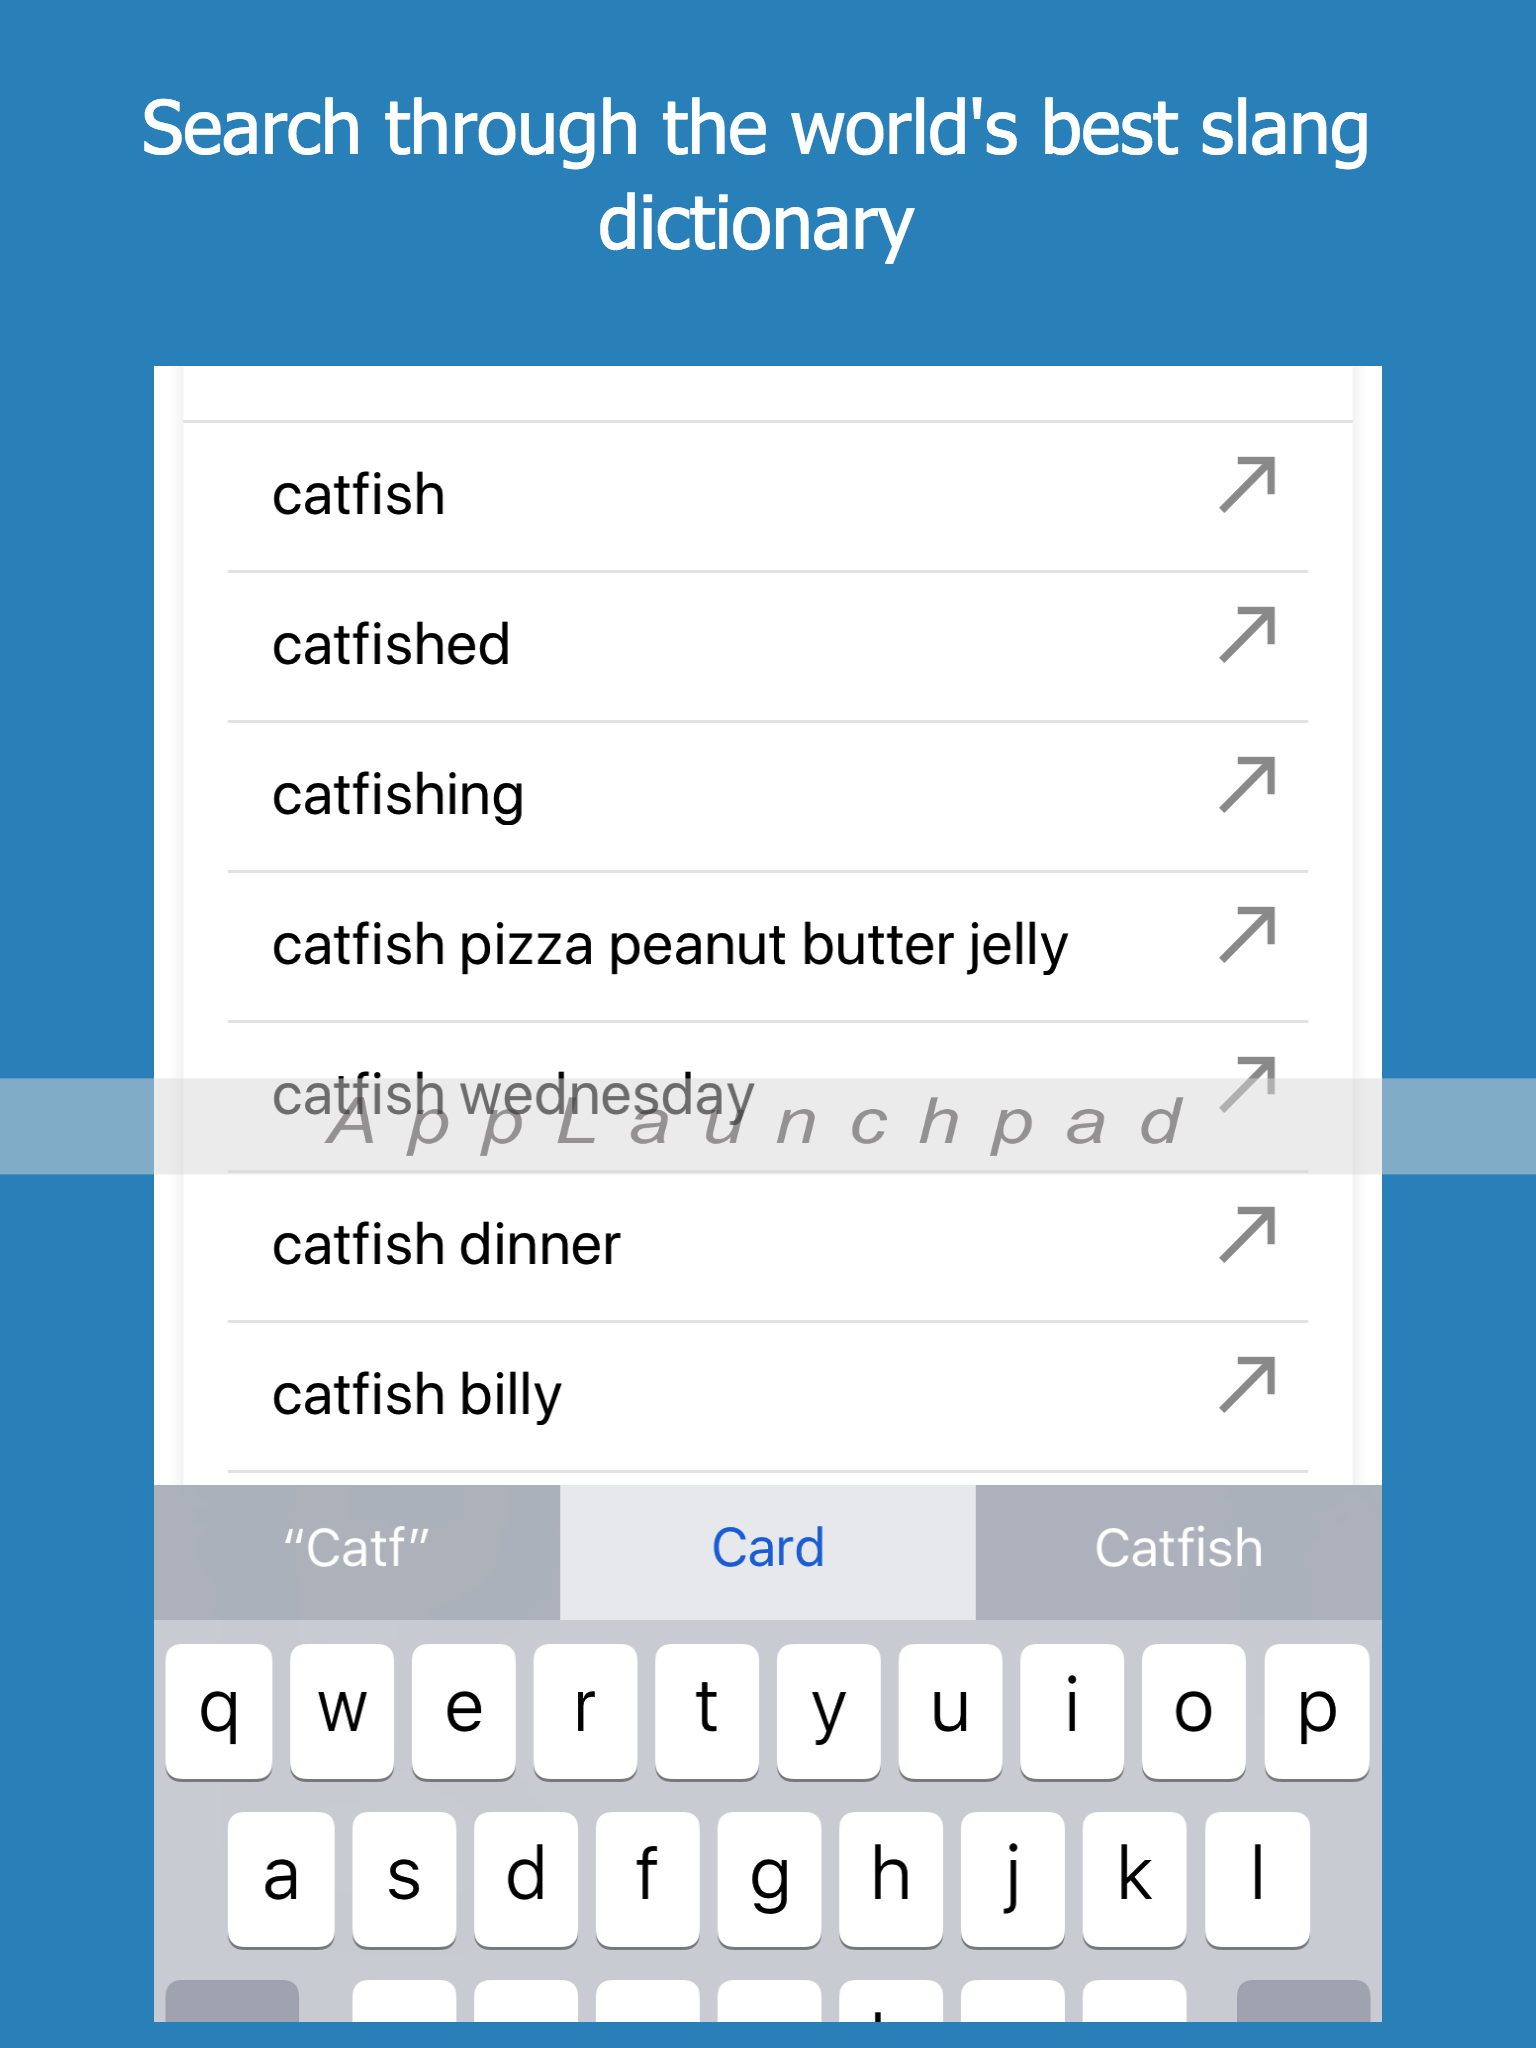 Search through the world's best slang
dictionary
catfish
catfished
catfishing
catfish pizza peanut butter jelly
catfish wednesday
AppLaunchpad
catfish dinner
catfish billy
“Catf” Card Catfish
q w e r t y u i o p
a s d f g h j k l